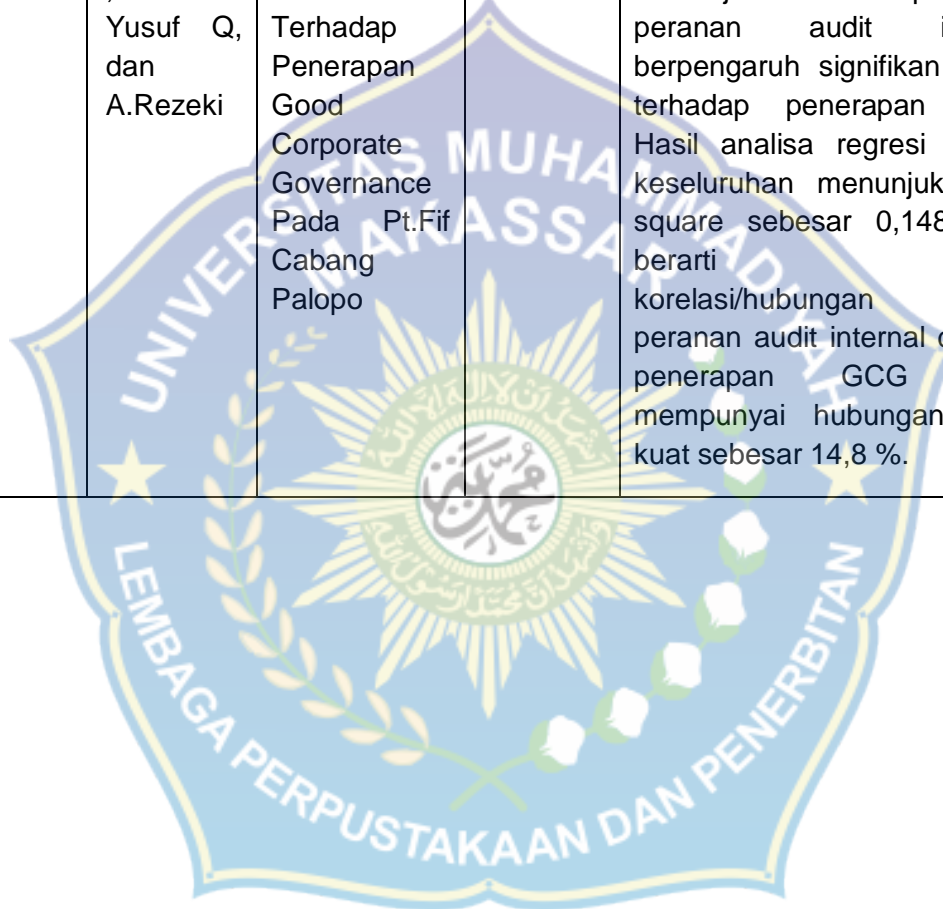 Yusuf Q,
dan
A.Rezeki
Terhadap
Penerapan
Good
Corporate
Governance
Pada Pt.Fif
Cabang
Palopo
peranan audit
berpengaruh signifikan
terhadap penerapan
Hasil analisa regresi
keseluruhan
square sebesar 0,148
berarti
korelasi/hubungan
peranan audit internal
penerapan GCG
mempunyai hubungan
kuat sebesar 14,8 %.
UNIVERSITAS MUHAMMADIYAH
MAKASSAR
LEMBAGA PERPUSTAKAAN DAN PENERBITAN